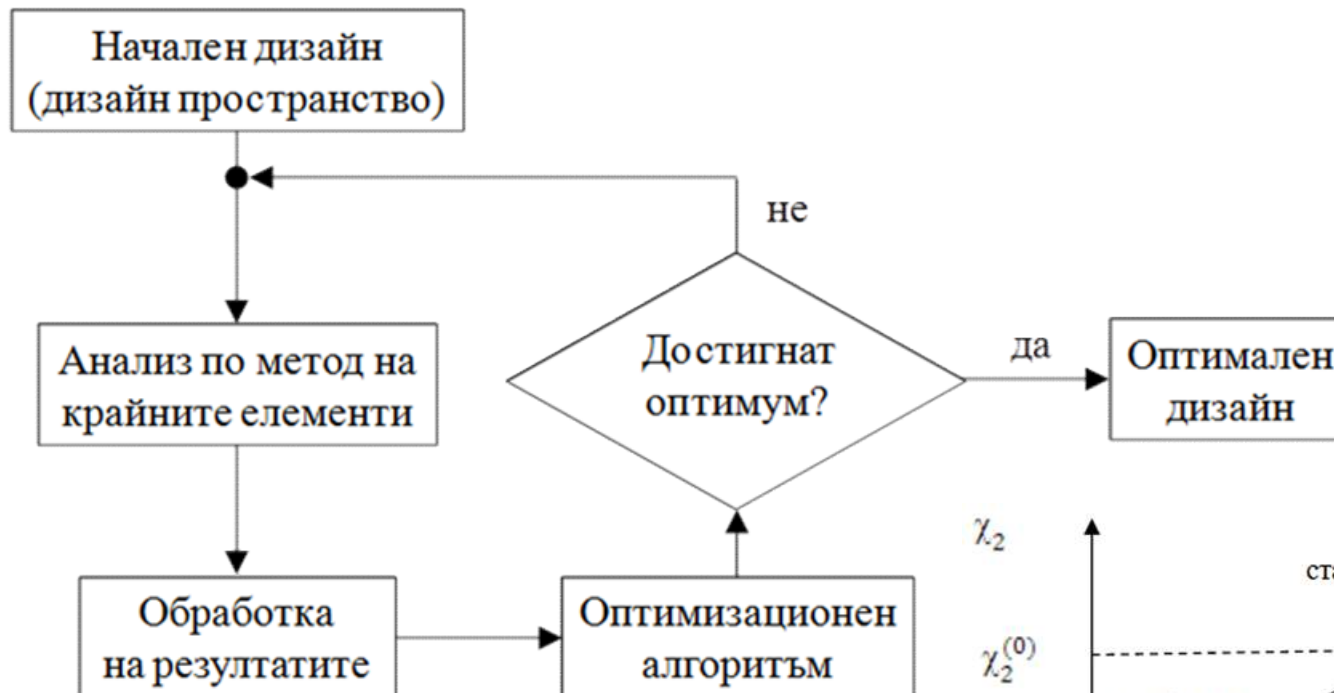 Начален дизайн
(дизайн пространство)
не
Анализ по метод на
крайните елементи
Достигнат
оптимум?
да
Оптимален
дизайн
χ₂
Обработка
на резултатите
Оптимизационен
алгоритъм
χ₂⁽⁰⁾